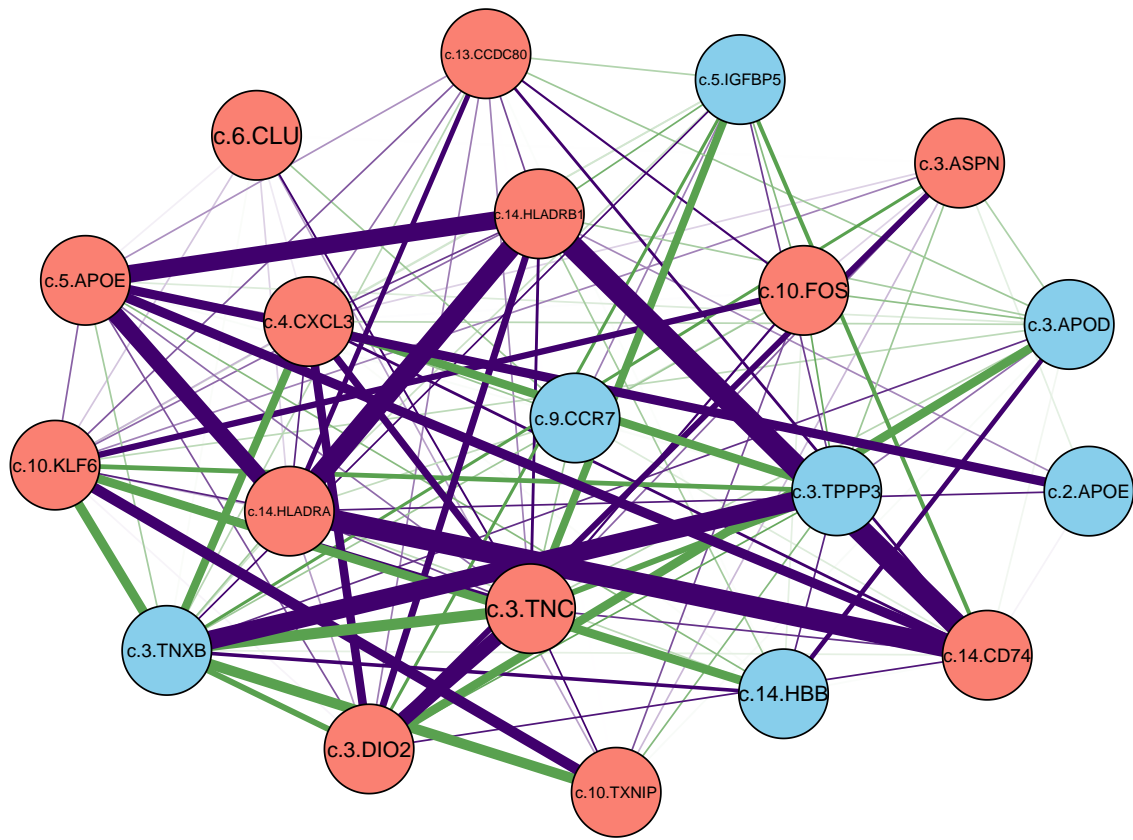 c.13.CCDC80
c.5.IGFBP5
c.6.CLU
c.3.ASPN
c.14.HLADRB1
c.5.APOE
c.10.FOS
c.4.CXCL3
c.3.APOD
c.9.CCR7
c.10.KLF6
c.3.TPPP3
c.2.APOE
c.14.HLADRA
c.3.TNC
c.3.TNXB
c.14.CD74
c.14.HBB
c.3.DIO2
c.10.TXNIP